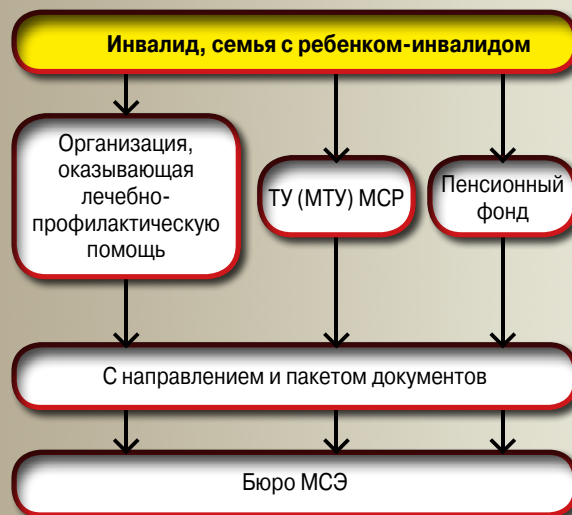 Инвалид, семья с ребенком-инвалидом
Организация,
оказывающая
лечебно-
профилактическую
помощь
ТУ (МТУ) МСР
Пенсионный
фонд
С направлением и пакетом документов
Бюро МСЭ